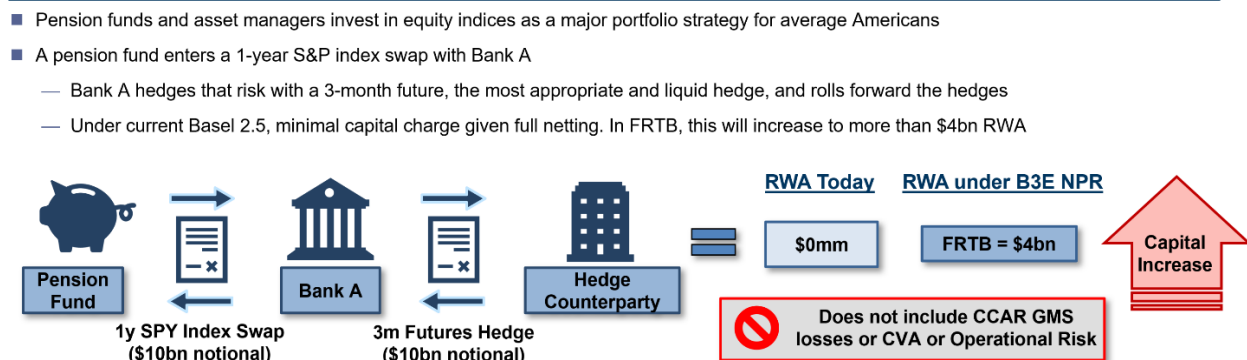 Pension funds and asset managers invest in equity indices as a major portfolio strategy for average Americans
A pension fund enters a 1-year S&P index swap with Bank A
— Bank A hedges that risk with a 3-month future, the most appropriate and liquid hedge, and rolls forward the hedges
— Under current Basel 2.5, minimal capital charge given full netting. In FRTB, this will increase to more than $4bn RWA
RWA Today
RWA under B3E NPR
$0mm
FRTB = $4bn
Capital
Increase
Pension
Fund
Bank A
Hedge
Counterparty
1y SPY Index Swap
($10bn notional)
3m Futures Hedge
($10bn notional)
Does not include CCAR GMS
losses or CVA or Operational Risk